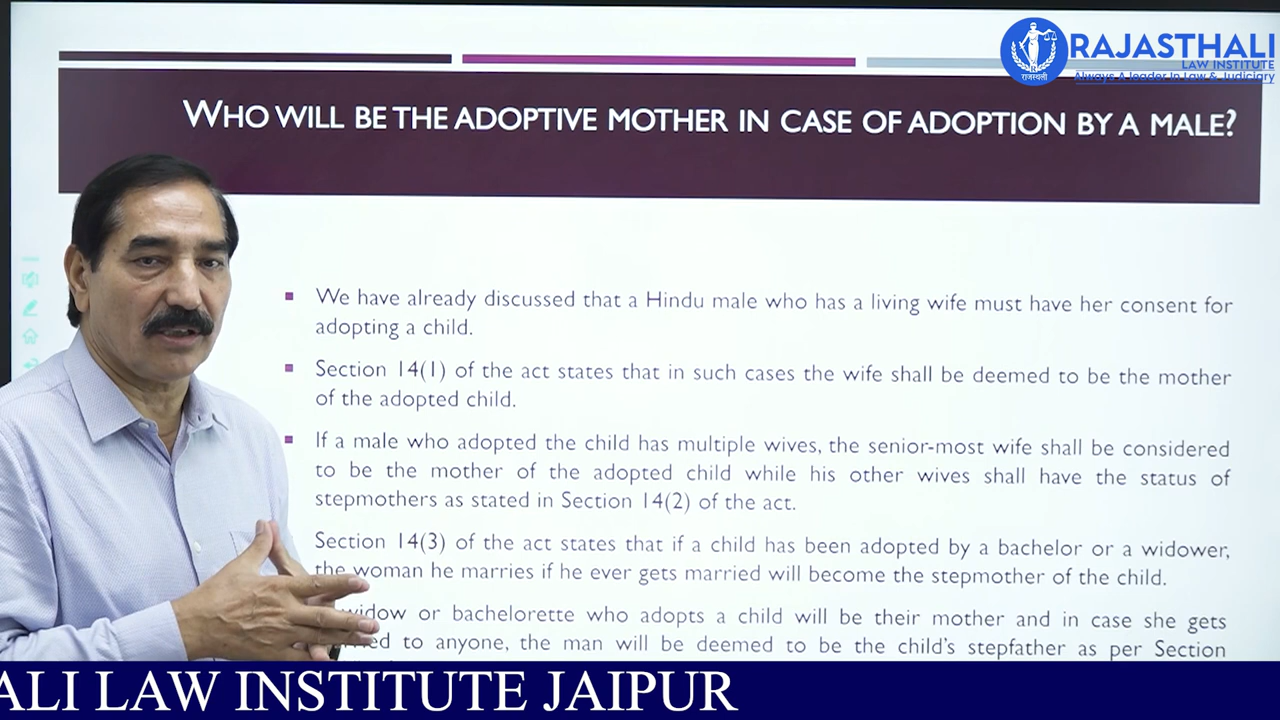 RAJASTHALI
LAW INSTITUTE
Always A leader In Law & Judiciary
राजस्थली
WHO WILL BE THE ADOPTIVE MOTHER IN CASE OF ADOPTION BY A MALE?
We have already discussed that a Hindu male who has a living wife must have her consent for
adopting a child.
Section 14(1) of the act states that in such cases the wife shall be deemed to be the mother
of the adopted child.
If a male who adopted the child has multiple wives, the senior-most wife shall be considered
to be the mother of the adopted child while his other wives shall have the status of
stepmothers as stated in Section 14(2) of the act.
Section 14(3) of the act states that if a child has been adopted by a bachelor or a widower,
the woman he marries if he ever gets married will become the stepmother of the child.
widow or bachelorette who adopts a child will be their mother and in case she gets
to anyone, the man will be deemed to be the child's stepfather as per Section
ALI LAW INSTITUTE JAIPUR